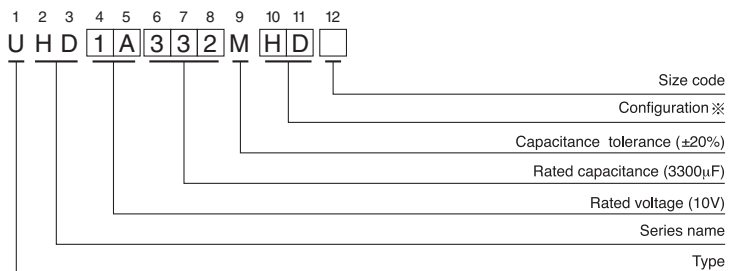 1 2 3 4 5 6 7 8 9 10 11 12
U H D 1 A 3 3 2 M H D
Size code
Configuration ※
Capacitance tolerance (±20%)
Rated capacitance (3300µF)
Rated voltage (10V)
Series name
Type